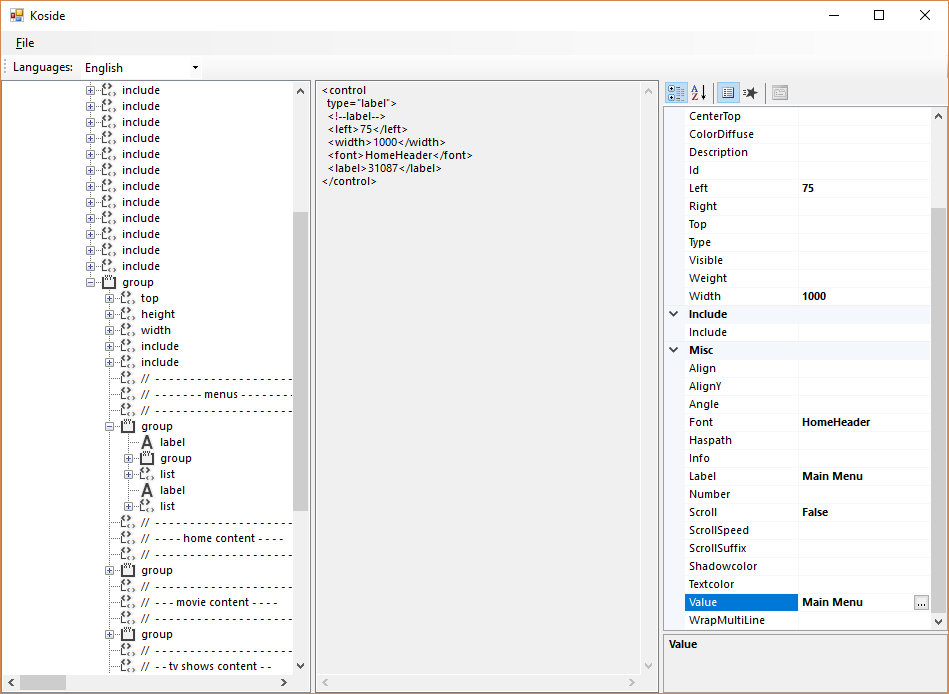 Koside
File
Languages: English
include
include
include
include
include
include
include
include
include
include
include
include
group
top
height
width
include
include
// - - - - - - - - - - - - - - - - - - - -
// - - - - - - - menus - - - - - - - -
// - - - - - - - - - - - - - - - - - - - -
group
label
group
list
label
list
// - - - - - - - - - - - - - - - - - - - -
// - - - - home content - - - -
// - - - - - - - - - - - - - - - - - - - -
group
// - - - - - - - - - - - - - - - - - - - -
// - - - movie content - - - -
// - - - - - - - - - - - - - - - - - - - -
group
// - - - - - - - - - - - - - - - - - - - -
// - - tv shows content - -
<control
type="label">
<!--label-->
<left>75</left>
<width>1000</width>
<font>HomeHeader</font>
<label>31087</label>
</control>
CenterTop
ColorDiffuse
Description
Id
Left 75
Right
Top
Type
Visible
Weight
Width 1000
Include
Include
Misc
Align
AlignY
Angle
Font HomeHeader
Haspath
Info
Label Main Menu
Number
Scroll False
ScrollSpeed
ScrollSuffix
Shadowcolor
Textcolor
Value Main Menu ...
WrapMultiLine
Value